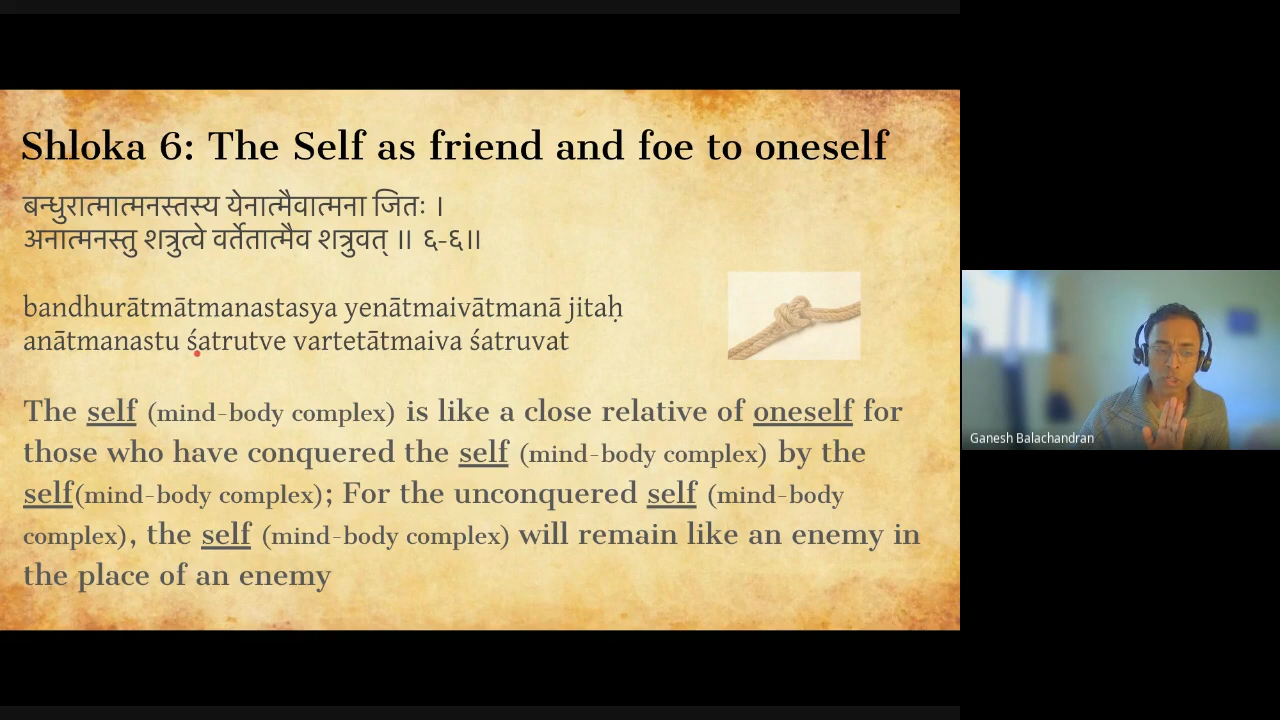 Shloka 6: The Self as friend and foe to oneself
बन्धुरात्मात्मनस्तस्य येनात्मैवात्मना जितः ।
अनात्मनस्तु शत्रुत्वे वर्तेतात्मैव शत्रुवत् ॥ ६-६॥
bandhurātmātmanastasya yenātmaivātmanā jitaḥ
anātmanastu śatrutve vartetātmaiva śatruvat
The self (mind-body complex) is like a close relative of oneself for
those who have conquered the self (mind-body complex) by the
self(mind-body complex); For the unconquered self (mind-body
complex), the self (mind-body complex) will remain like an enemy in
the place of an enemy
Ganesh Balachandran